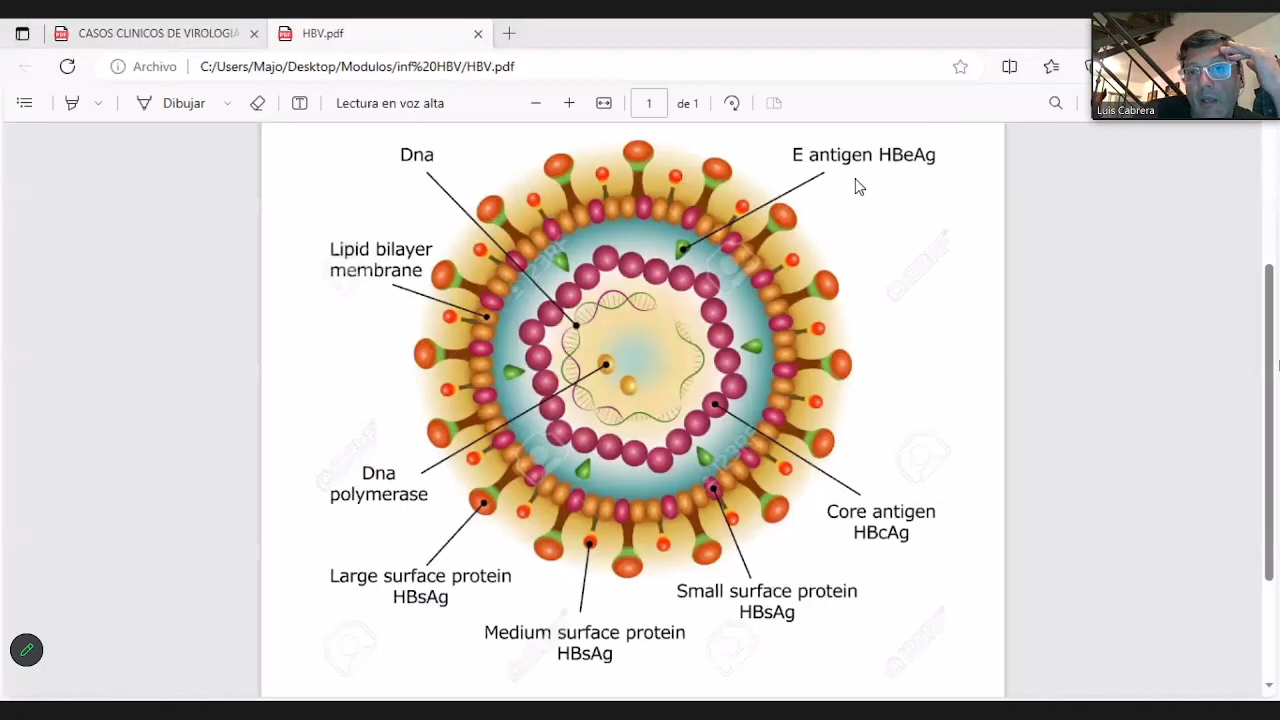 CASOS CLINICOS DE VIROLOGIA
HBV.pdf
Archivo
C:/Users/Majo/Desktop/Modulos/inf%20HBV/HBV.pdf
Dibujar
Lectura en voz alta
1
de 1
Luis Cabrera
Dna
E antigen HBeAg
Lipid bilayer
membrane
Dna
polymerase
Core antigen
HBcAg
Large surface protein
HBsAg
Small surface protein
HBsAg
Medium surface protein
HBsAg